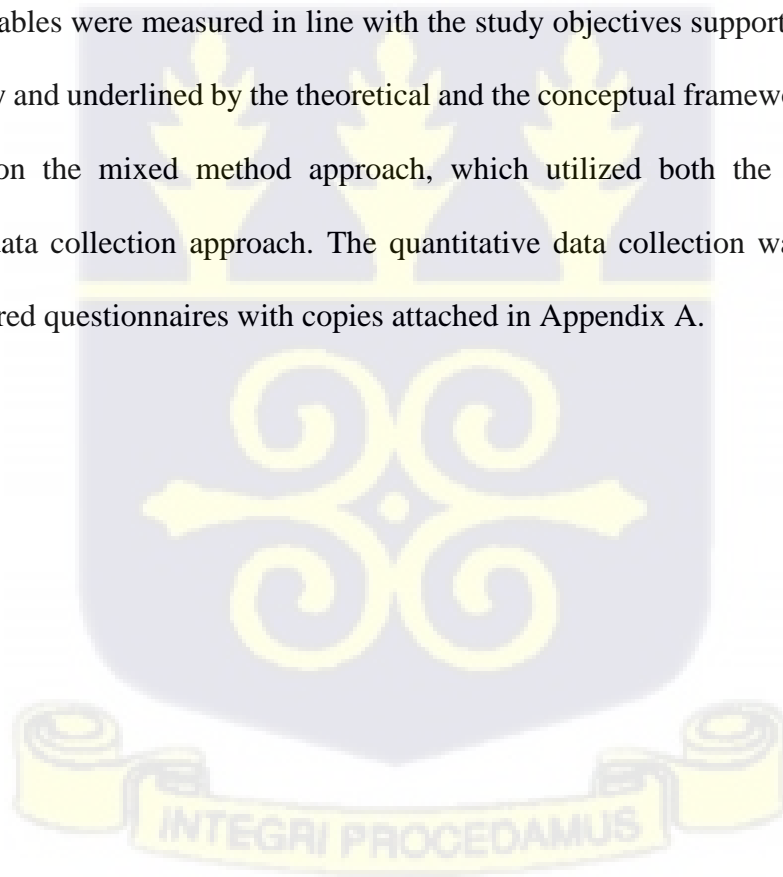 ables were measured in line with the study objectives support
y and underlined by the theoretical and the conceptual framewo
on the mixed method approach, which utilized both the
data collection approach. The quantitative data collection wa
red questionnaires with copies attached in Appendix A.
INTEGRI PROCEDAMUS